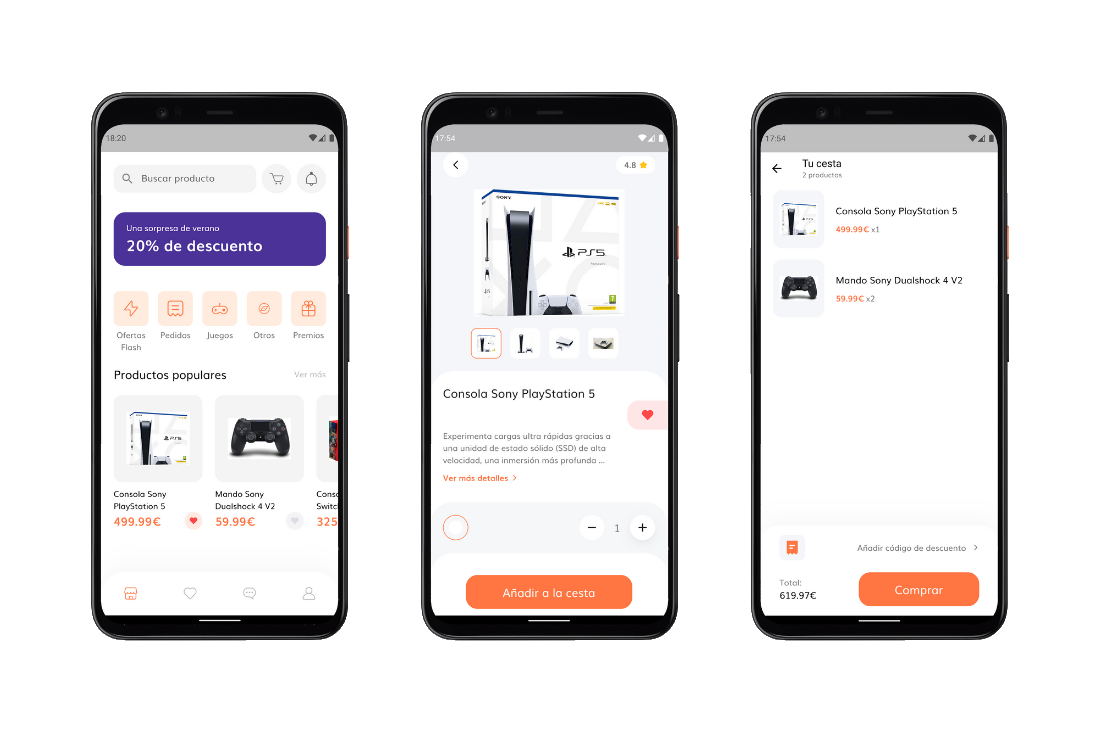 18:20
Buscar producto
Una sorpresa de verano
20% de descuento
Ofertas Flash
Pedidos
Juegos
Otros
Premios
Productos populares
Ver más
PS5
Consola Sony
PlayStation 5
499.99€
Mando Sony
Dualshock 4 V2
59.99€
Conso
Switc
325
17:54
4.8
SONY
PS5
Consola Sony PlayStation 5
Experimenta cargas ultra rápidas gracias a
una unidad de estado sólido (SSD) de alta
velocidad, una inmersión más profunda ...
Ver más detalles
1
Añadir a la cesta
17:54
Tu cesta
2 productos
Consola Sony PlayStation 5
499.99€ x1
Mando Sony Dualshock 4 V2
59.99€ x2
Añadir código de descuento
Total:
619.97€
Comprar